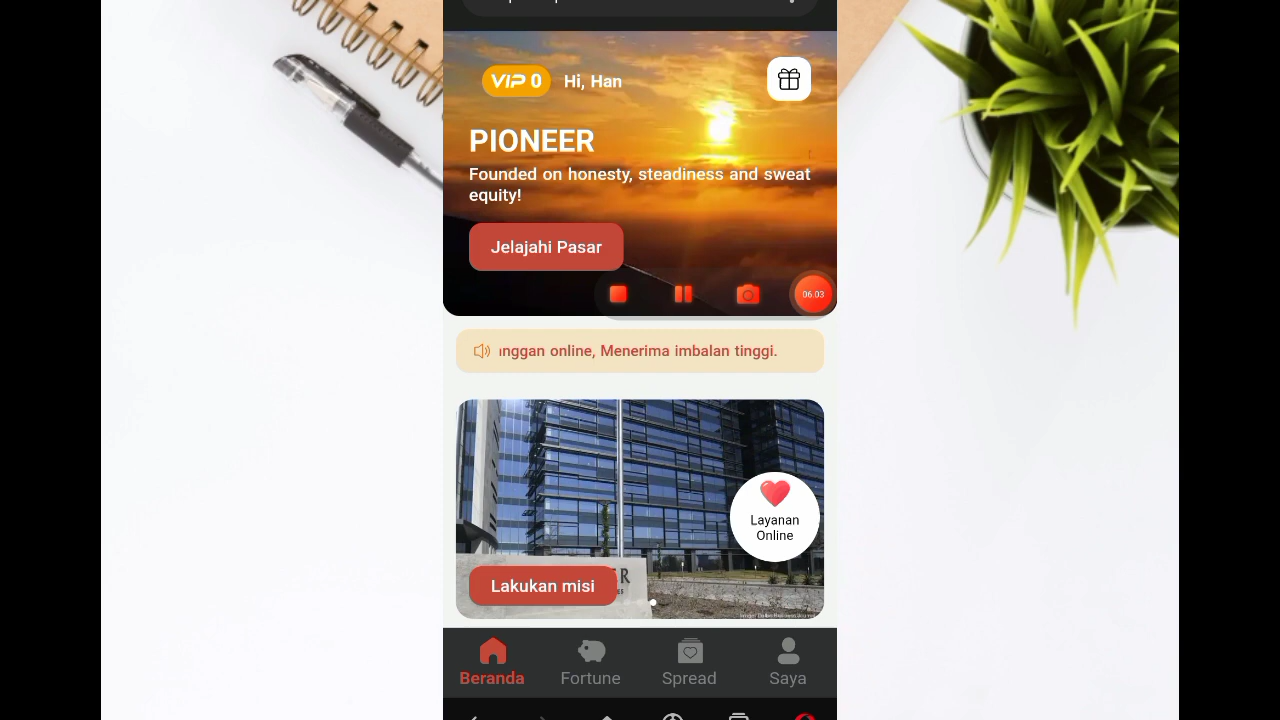 VIP 0 Hi, Han
PIONEER
Founded on honesty, steadiness and sweat
equity!
Jelajahi Pasar
06.03
nggan online, Menerima imbalan tinggi.
Layanan
Online
Lakukan misi
Beranda
Fortune
Spread
Saya